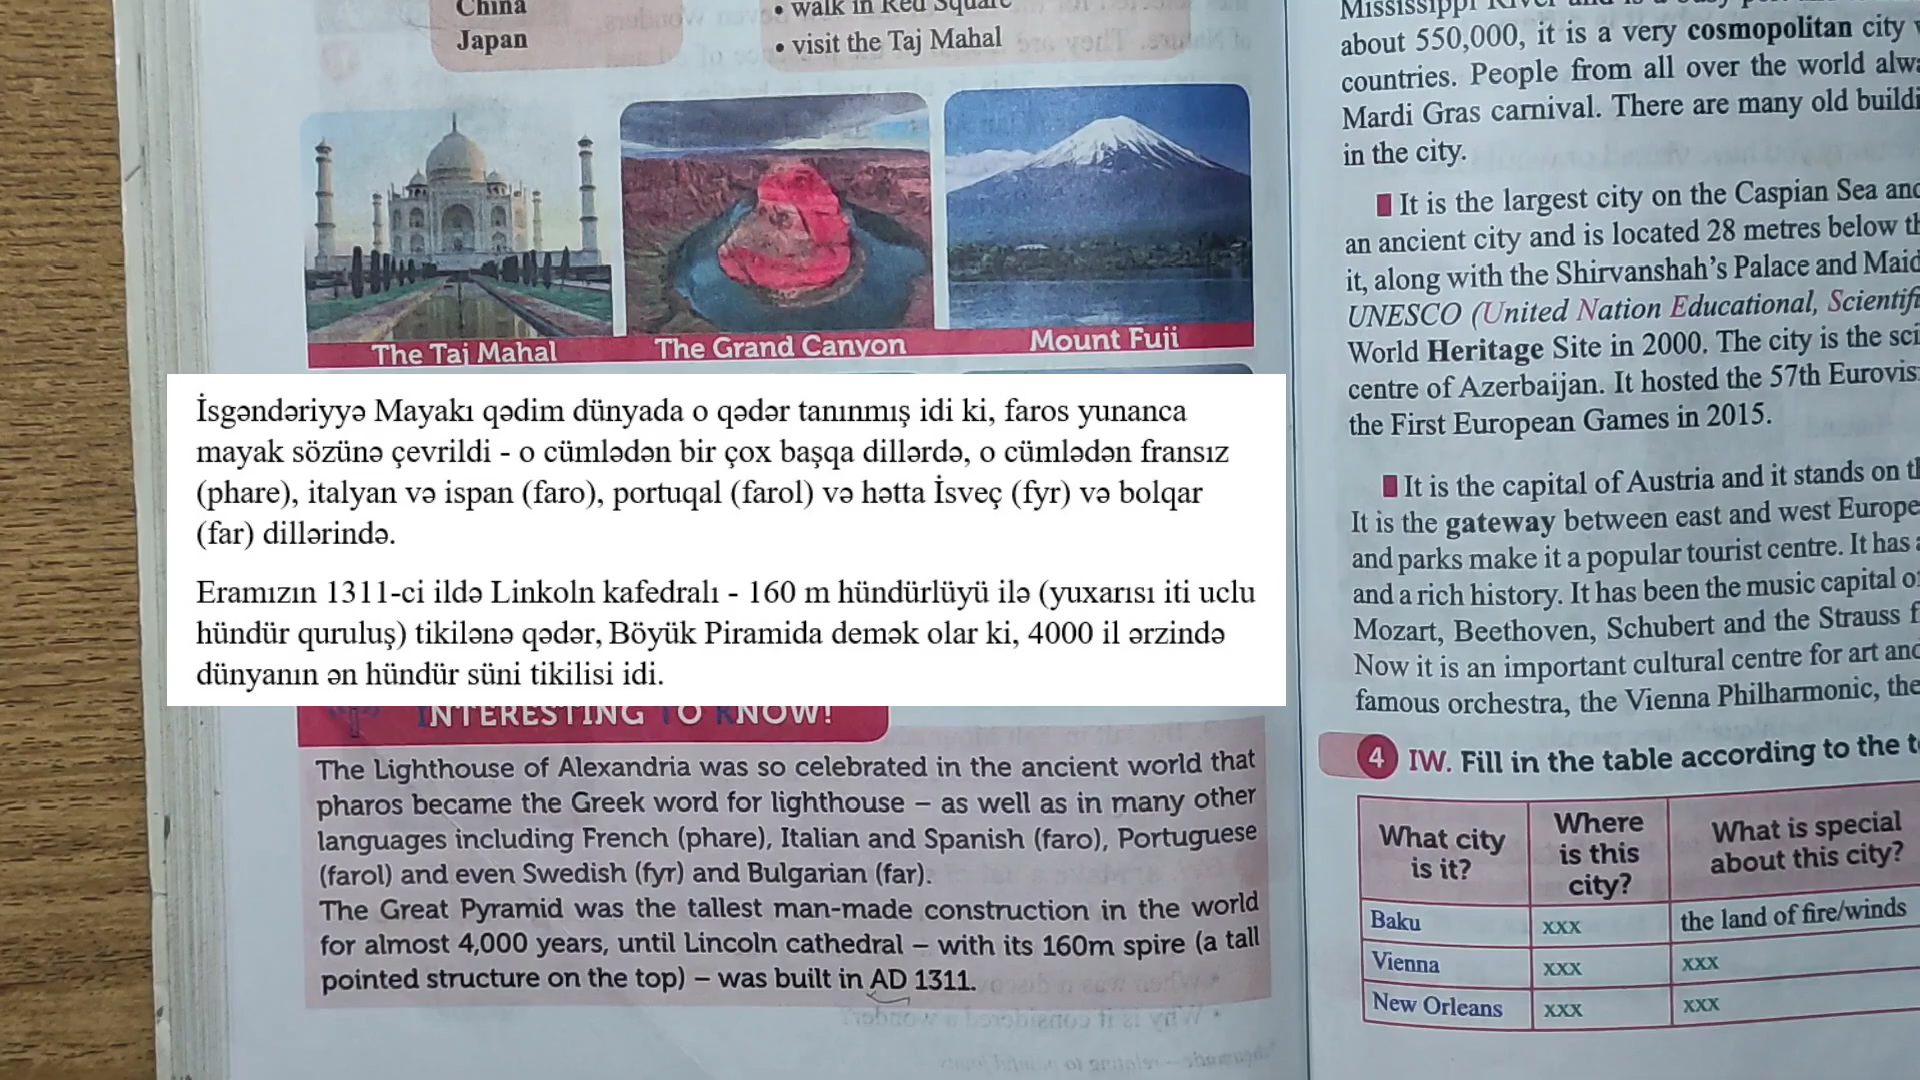 China
Japan
• walk in Red Square
• visit the Taj Mahal
The Taj Mahal
The Grand Canyon
Mount Fuji
İsgəndəriyyə Mayakı qədim dünyada o qədər tanınmış idi ki, faros yunanca
mayak sözünə çevrildi - o cümlədən bir çox başqa dillərdə, o cümlədən fransız
(phare), italyan və ispan (faro), portuqal (farol) və hətta İsveç (fyr) və bolqar
(far) dillərində.
Eramızın 1311-ci ildə Linkoln kafedralı - 160 m hündürlüyü ilə (yuxarısı iti uclu
hündür quruluş) tikilənə qədər, Böyük Piramida demək olar ki, 4000 il ərzində
dünyanın ən hündür süni tikilisi idi.
INTERESTING TO KNOW!
The Lighthouse of Alexandria was so celebrated in the ancient world that
pharos became the Greek word for lighthouse – as well as in many other
languages including French (phare), Italian and Spanish (faro), Portuguese
(farol) and even Swedish (fyr) and Bulgarian (far).
The Great Pyramid was the tallest man-made construction in the world
for almost 4,000 years, until Lincoln cathedral – with its 160m spire (a tall
pointed structure on the top) – was built in AD 1311.
Mississippi River
about 550,000, it is a very cosmopolitan city
countries. People from all over the world
Mardi Gras carnival. There are many old
in the city.
It is the largest city on the Caspian Sea
an ancient city and is located 28 metres below
it, along with the Shirvanshah's Palace and
UNESCO (United Nation Educational,
World Heritage Site in 2000. The city is the
centre of Azerbaijan. It hosted the 57th
the First European Games in 2015.
It is the capital of Austria and it stands on
It is the gateway between east and west Europe
and parks make it a popular tourist centre. It has
and a rich history. It has been the music capital
Mozart, Beethoven, Schubert and the Strauss
Now it is an important cultural centre for art
famous orchestra, the Vienna Philharmonic, the
4 IW. Fill in the table according to the
What city is it? Where is this city? What is special about this city?
Baku xxx the land of fire/winds
Vienna xxx xxx
New Orleans xxx xxx